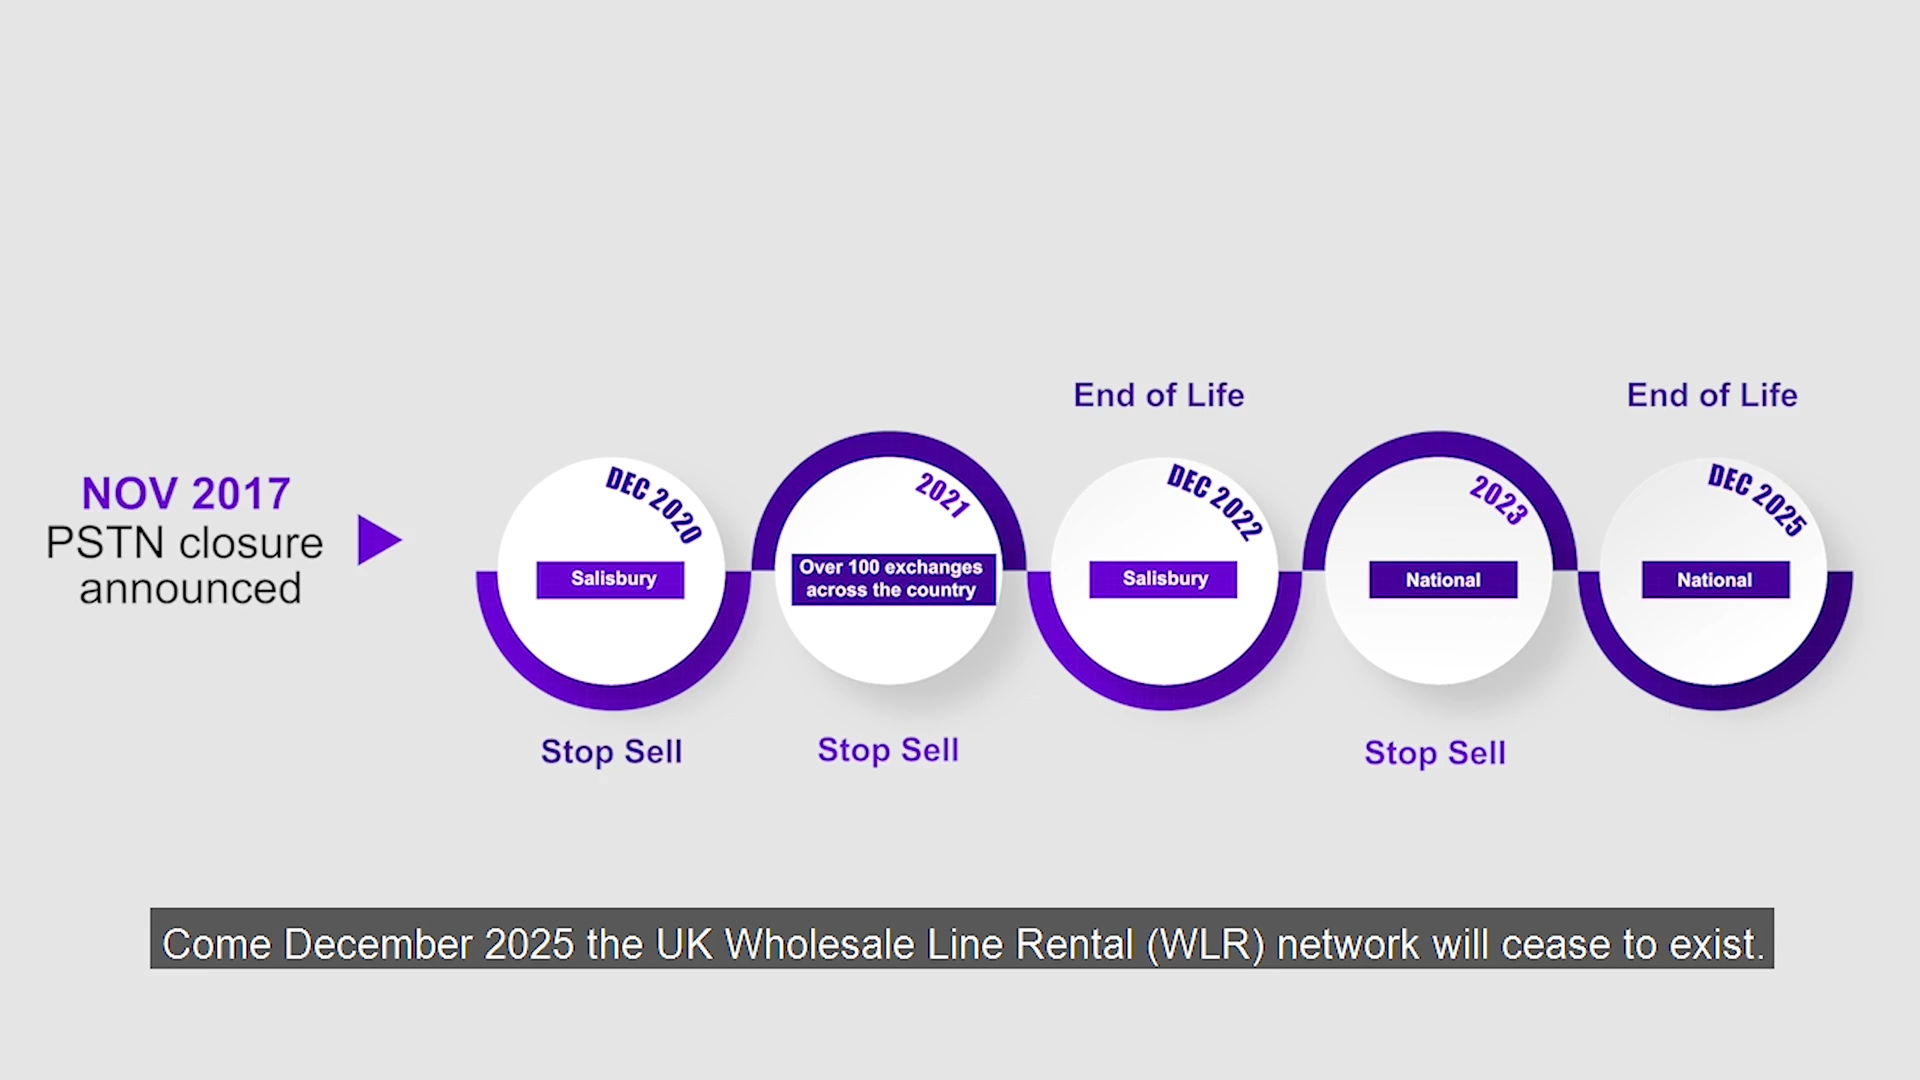 NOV 2017
PSTN closure
announced
DEC 2020
Salisbury
Stop Sell
2021
Over 100 exchanges
across the country
Stop Sell
End of Life
DEC 2022
Salisbury
2023
National
Stop Sell
End of Life
DEC 2025
National
Come December 2025 the UK Wholesale Line Rental (WLR) network will cease to exist.